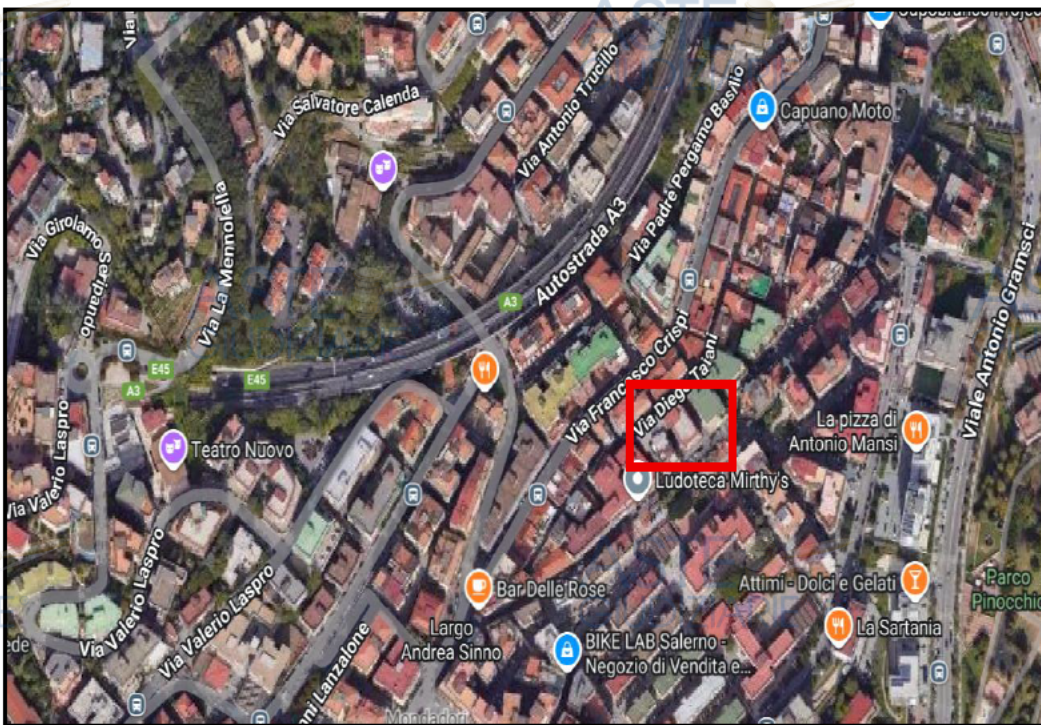 Via Salvatore Calenda
Via Antonio Trucillo
Capuano Moto
Via Padre Pergamo Basilio
Via Girolamo Seripando
Via La Mennolella
Autostrada A3
A3
Viale Antonio Gramsci
E45
A3
E45
Via Francesco Crispi
Via Diego Taiani
La pizza di
Antonio Mansi
Teatro Nuovo
Via Valerio Laspro
Ludoteca Mirthy's
Via Valerio Laspro
Via Valerio Laspro
Bar Delle Rose
Attimi - Dolci e Gelati
Parco
Pinocchio
Largo
Andrea Sinno
La Sartania
BIKE LAB Salerno -
Negozio di Vendita e...
Lanzalone
Mondadori